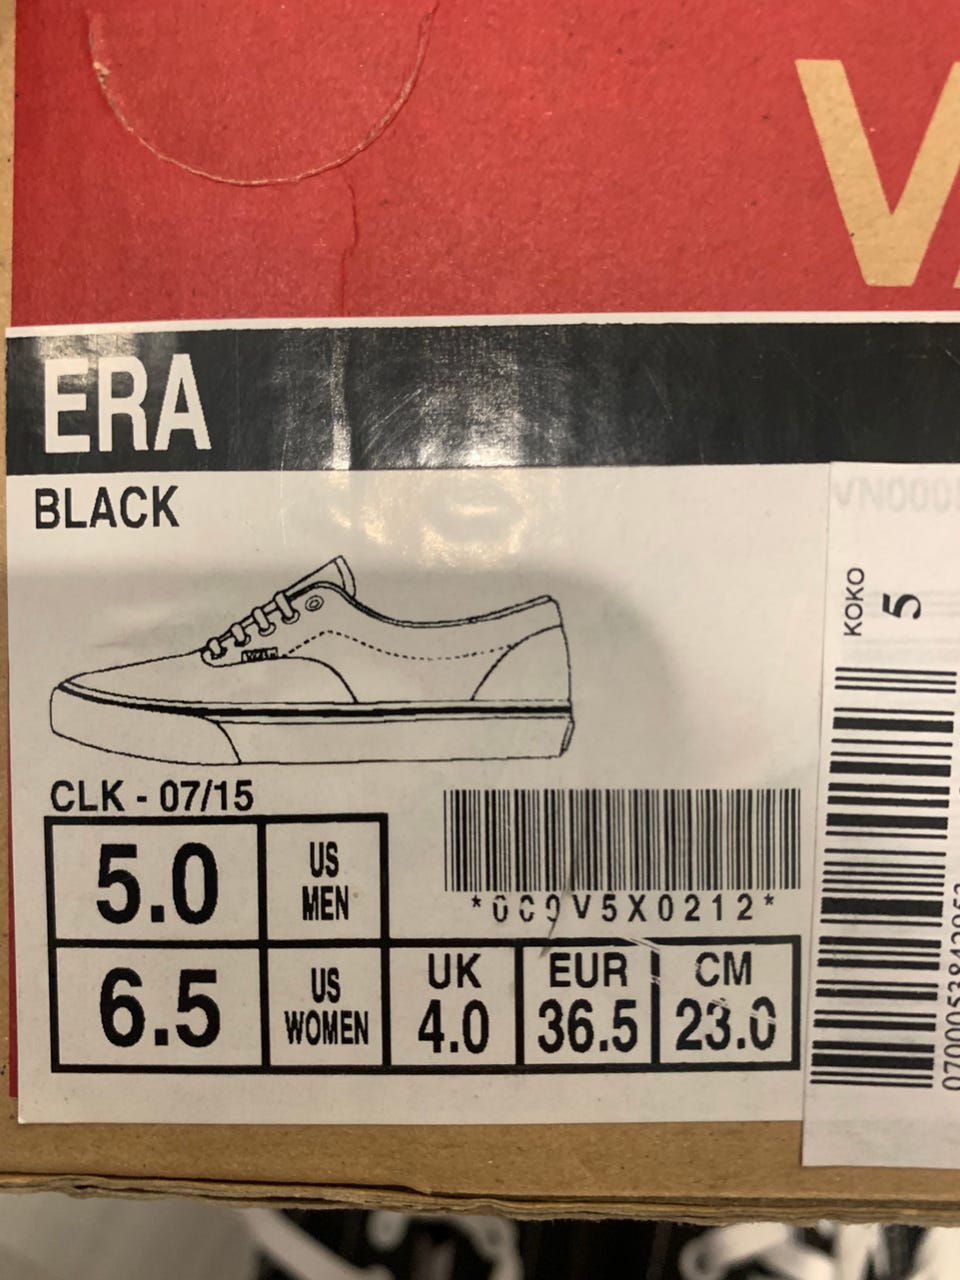 ERA
BLACK
CLK - 07/15
5.0 US MEN
6.5 US WOMEN
UK 4.0
EUR 36.5
CM 23.0
KOKO
5